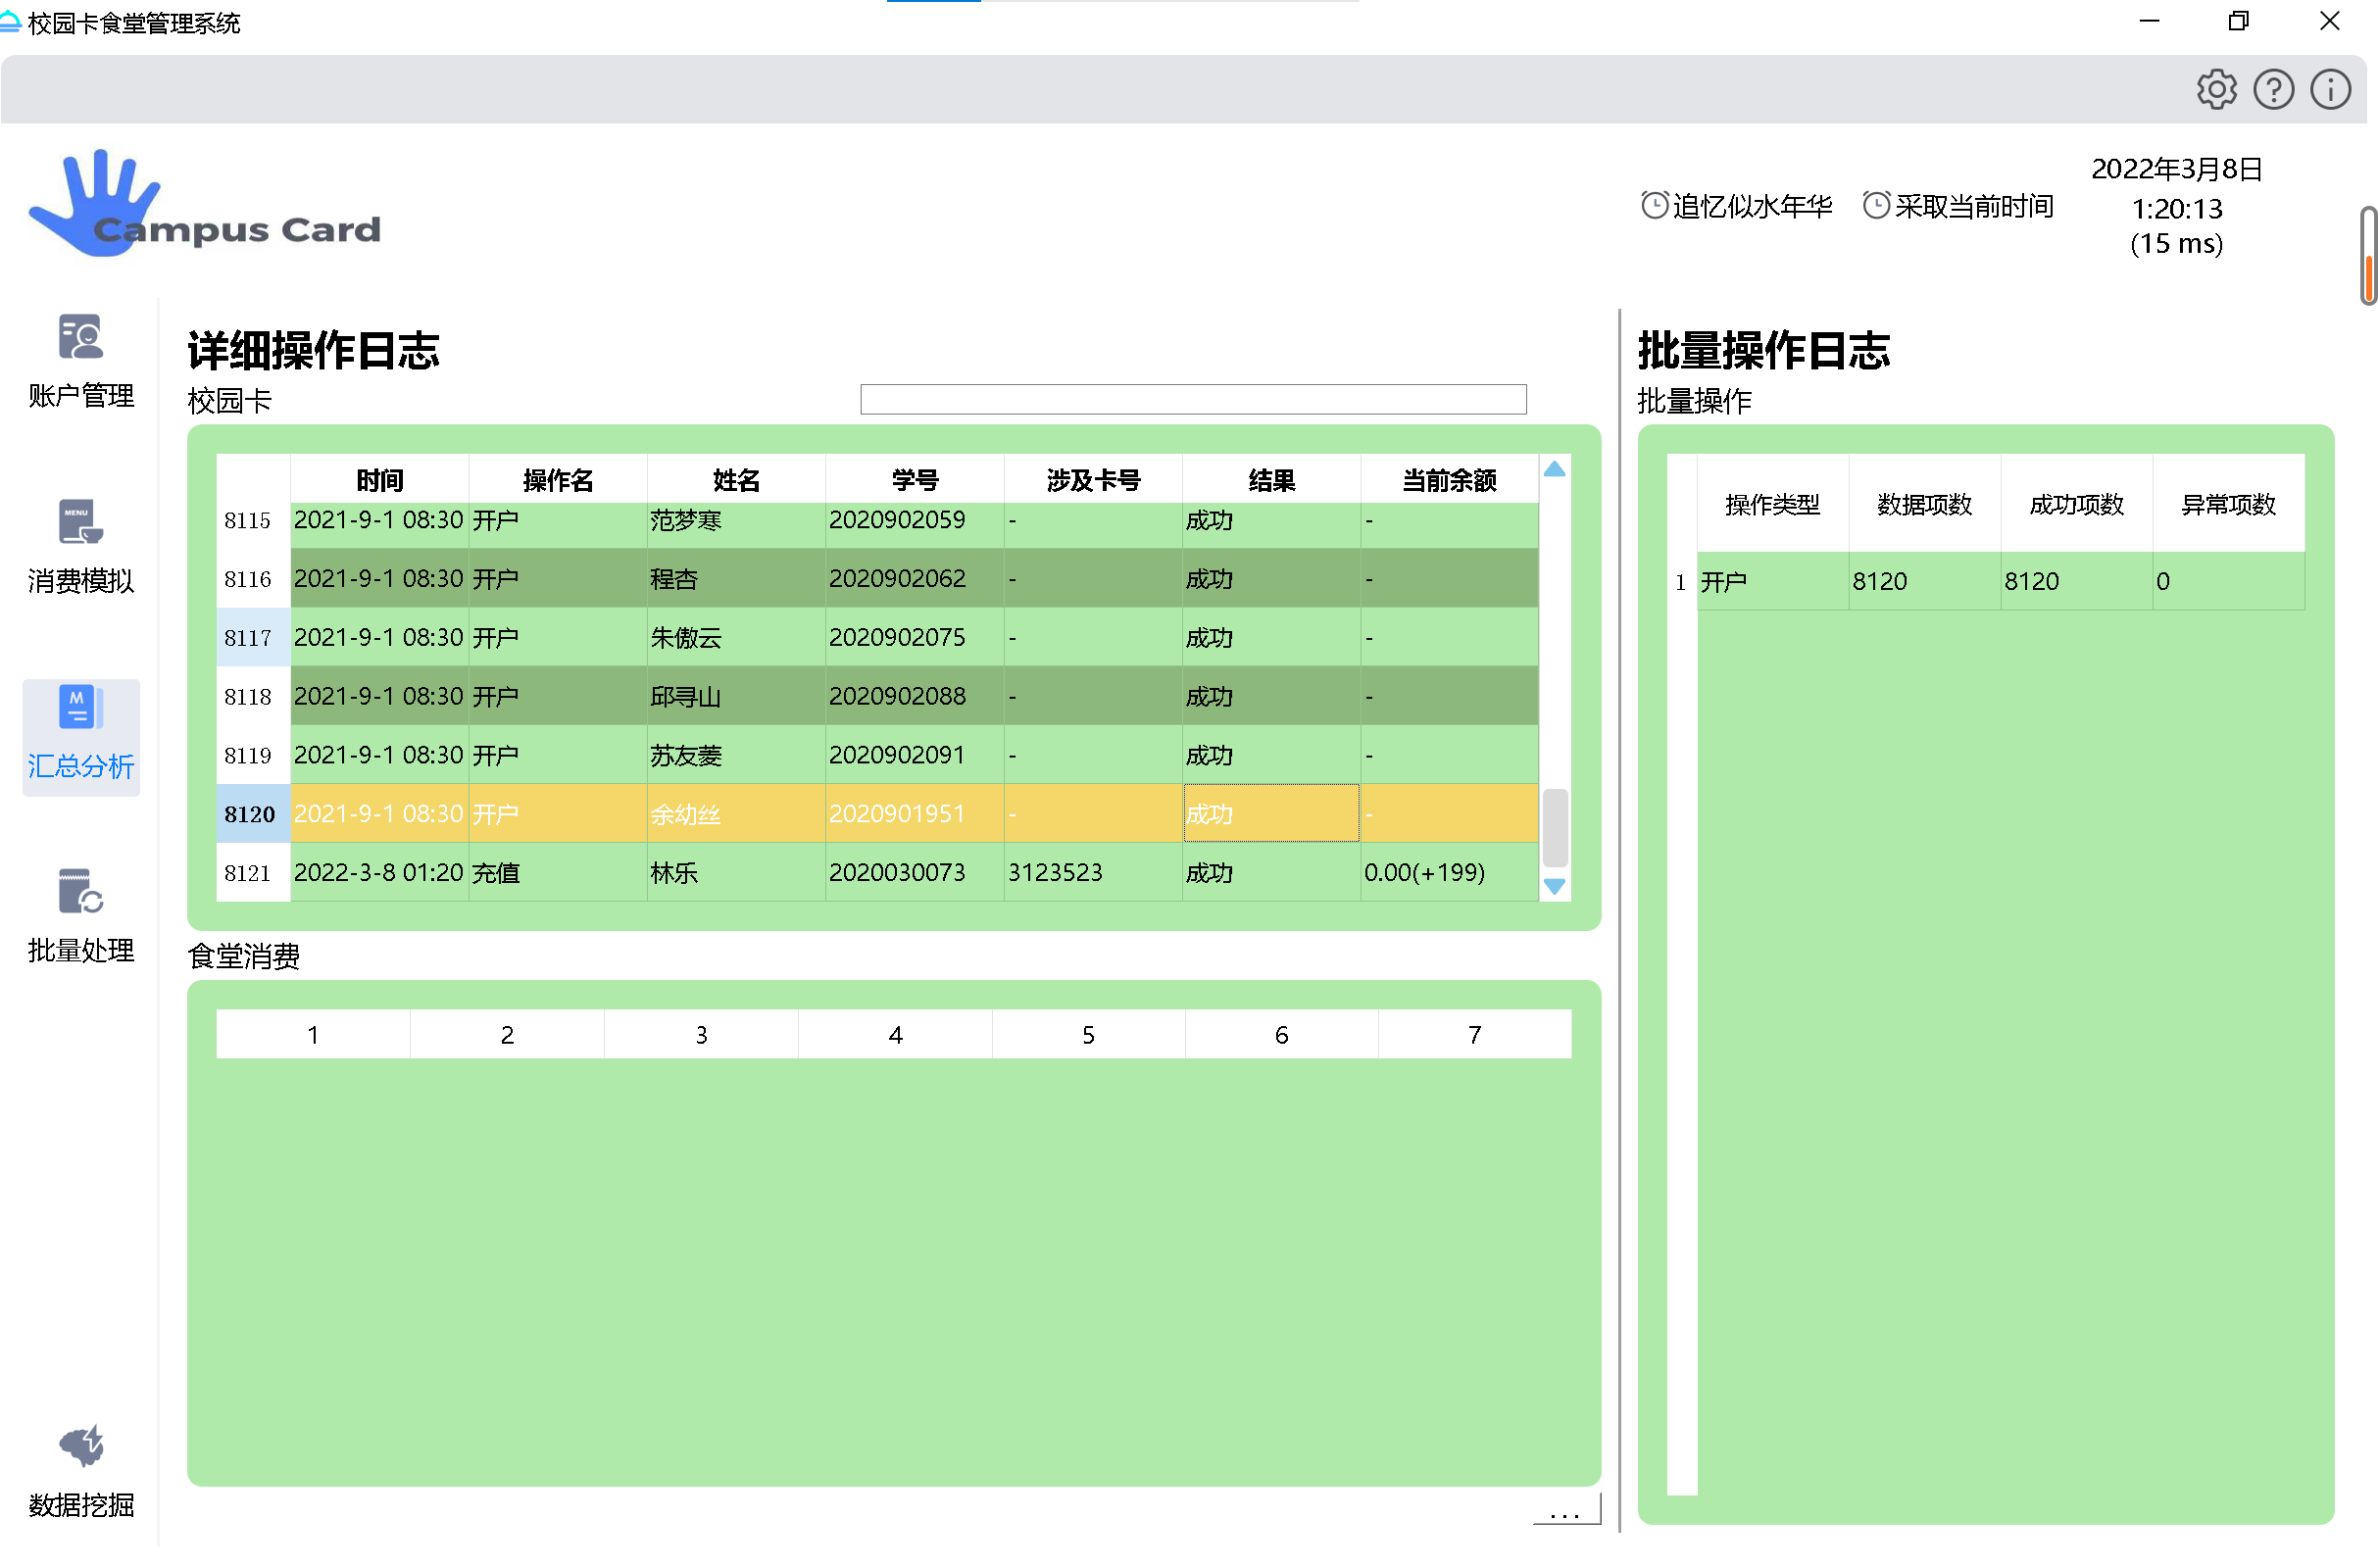 校园卡食堂管理系统
Campus Card
追忆似水年华 采取当前时间
2022年3月8日
1:20:13
(15 ms)
账户管理
MENU
消费模拟
M
汇总分析
批量处理
数据挖掘
详细操作日志
校园卡
时间 操作名 姓名 学号 涉及卡号 结果 当前余额
8115 2021-9-1 08:30 开户 范梦寒 2020902059 - 成功 -
8116 2021-9-1 08:30 开户 程杏 2020902062 - 成功 -
8117 2021-9-1 08:30 开户 朱傲云 2020902075 - 成功 -
8118 2021-9-1 08:30 开户 邱寻山 2020902088 - 成功 -
8119 2021-9-1 08:30 开户 苏友菱 2020902091 - 成功 -
8120 2021-9-1 08:30 开户 余幼丝 2020901951 - 成功 -
8121 2022-3-8 01:20 充值 林乐 2020030073 3123523 成功 0.00(+199)
食堂消费
1 2 3 4 5 6 7
...
批量操作日志
批量操作
操作类型 数据项数 成功项数 异常项数
1 开户 8120 8120 0